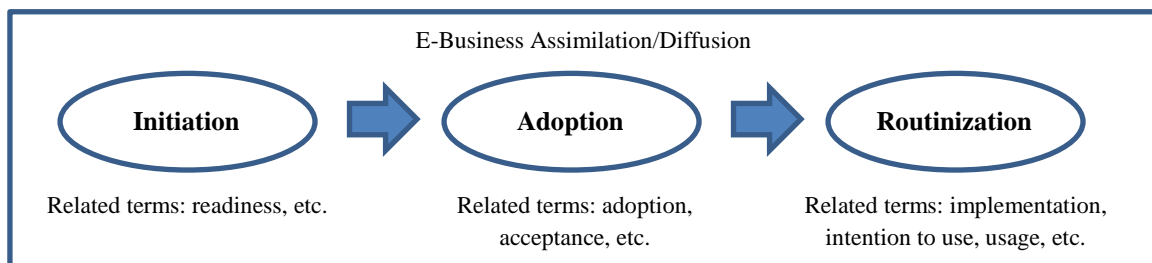 E-Business Assimilation/Diffusion
Initiation
Adoption
Routinization
Related terms: readiness, etc.
Related terms: adoption,
acceptance, etc.
Related terms: implementation,
intention to use, usage, etc.